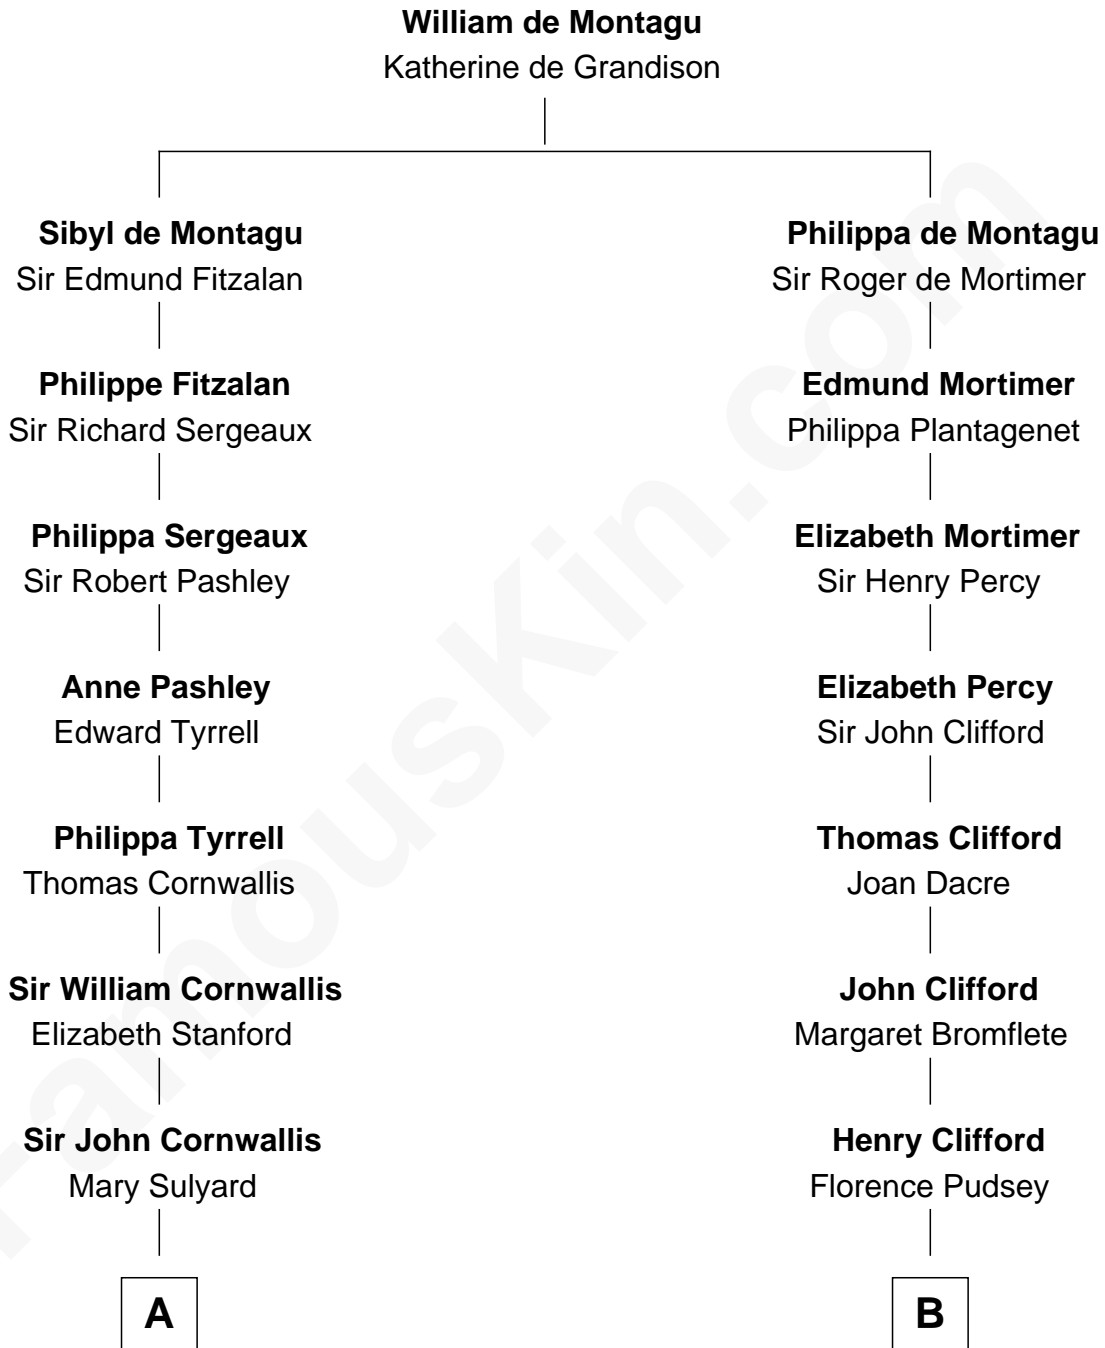 William de Montagu
Katherine de Grandison
Sibyl de Montagu
Sir Edmund Fitzalan
Philippa de Montagu
Sir Roger de Mortimer
Philippe Fitzalan
Sir Richard Sergeaux
Edmund Mortimer
Philippa Plantagenet
Philippa Sergeaux
Sir Robert Pashley
Elizabeth Mortimer
Sir Henry Percy
Anne Pashley
Edward Tyrrell
Elizabeth Percy
Sir John Clifford
Philippa Tyrrell
Thomas Cornwallis
Thomas Clifford
Joan Dacre
Sir William Cornwallis
Elizabeth Stanford
John Clifford
Margaret Bromflete
Sir John Cornwallis
Mary Sulyard
Henry Clifford
Florence Pudsey
A
B
FamousKin.com